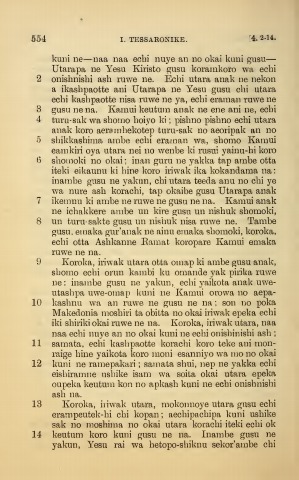 554 I. TESSARONIKE. [4. 2-14.
kuni ne—naa naa echi nuye an no okai kuni gusu—
Utarapa ne Yesu Kiristo gusu koramkoro wa echi
2 onishnishi ash ruwe ne. Echi utara anak ne nekon
a ikashpaotte ani Utarapa ne Yesu gusu chi utara
echi kashpaotte nisa ruwe ne ya, echi eraman ruwe ne
3 gusu ne na. Kamui keutum anak ne ene ani ne, echi
4 turu-sak wa shomo hoiyo ki; pishno pishno echi utara
anak koro aerambekotep turu-sak no aeoripak an no
5 shikkashima ambe echi eraman wa, shomo Kamui
eamkiri oya utara nei no wenbe ki rusui yainu-hi koro
6 shomoki no okai; inan guru ne yakka tap ambe otta
iteki eikaunu ki hine koro iriwak ika kokandama na:
inambe gusu ne yakun, chi utara teeda anu no chi ye
wa nure ash korachi, tap okaibe gusu Utarapa anak
7 ikemnu ki ambe ne ruwe ne gusu ne na. Kamui anak
ne ichakkere ambe un kire gusu un nishuk shomoki,
8 un turu-sakte gusu un nishuk nisa ruwe ne. Tambe
gusu, emaka gur'anak ne ainu emaka shomoki, koroka,
echi otta Ashkanne Ramat koropare Kamui emaka
ruwe ne na.
9 Koroka, iriwak utara otta omap ki ambe gusu anak,
shomo echi orun kambi ku omande yak pirika ruwe
ne: inambe gusu ne yakun, echi yaikota anak uwe-
utashpa uwe-omap kuni ne Kamui orowa no aepa-
10 kashnu wa an ruwe ne gusu ne na; son no poka
Makedonia moshiri ta obitta no okai iriwak epeka echi
iki shiriki okai ruwe ne na. Koroka, iriwak utara, naa
naa echi nuye an no okai kuni ne echi onishnishi ash;
11 samata, echi kashpaotte korachi koro teke ani mon-
raige hine yaikota koro moni esanniyo wa mo no okai
12 kuni ne ramepakari; samata shui, nep ne yakka echi
eshirumne ushike isam wa soita okai utara epeka
oupeka keutum kon no apkash kuni ne echi onishnishi
ash na.
13 Koroka, iriwak utara, mokonnoye utara gusu echi
erampeutek-hi chi kopan; aechipachipa kuni ushike
sak no moshima no okai utara korachi iteki echi ok
14 keutum koro kuni gusu ne na. Inambe gusu ne
yakun, Yesu rai wa hetopo-shiknu sekor'ambe chi